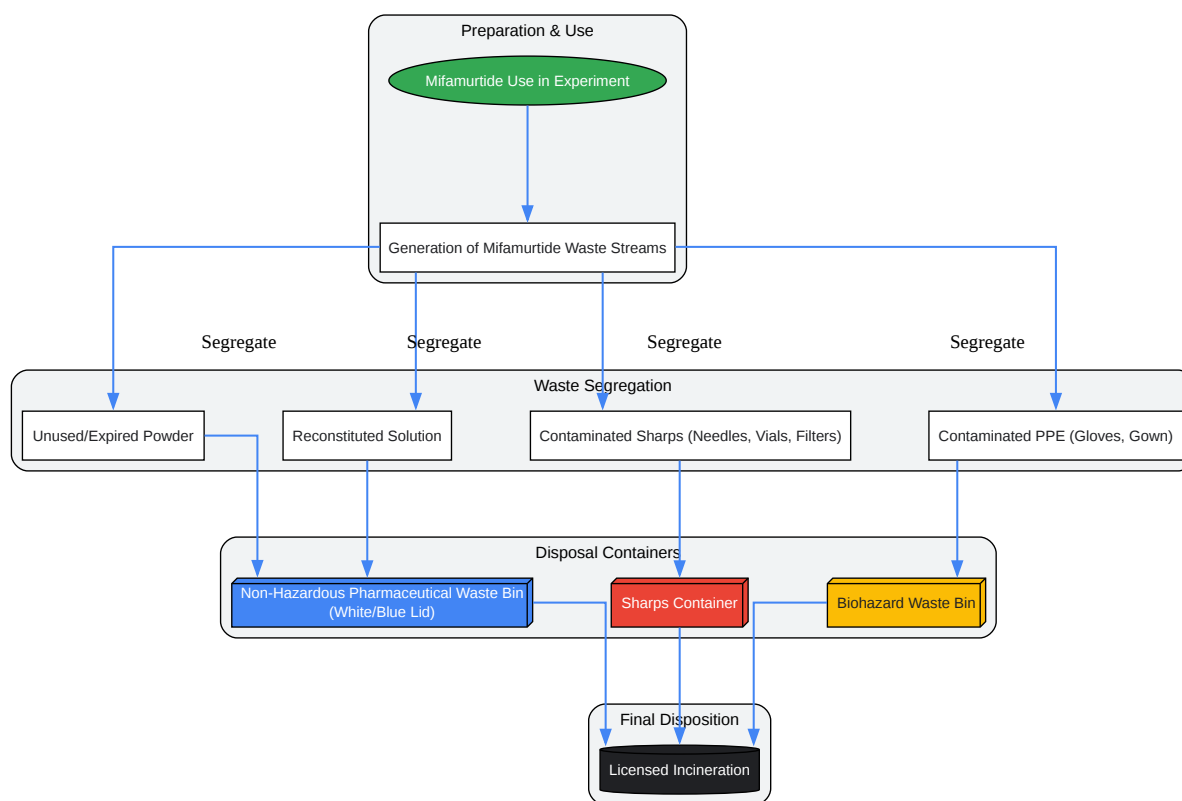 Preparation & Use
Mifamurtide Use in Experiment
Generation of Mifamurtide Waste Streams
Segregate
Segregate
Segregate
Segregate
Waste Segregation
Unused/Expired Powder
Reconstituted Solution
Contaminated Sharps (Needles, Vials, Filters)
Contaminated PPE (Gloves, Gown)
Disposal Containers
Non-Hazardous Pharmaceutical Waste Bin
(White/Blue Lid)
Sharps Container
Biohazard Waste Bin
Final Disposition
Licensed Incineration